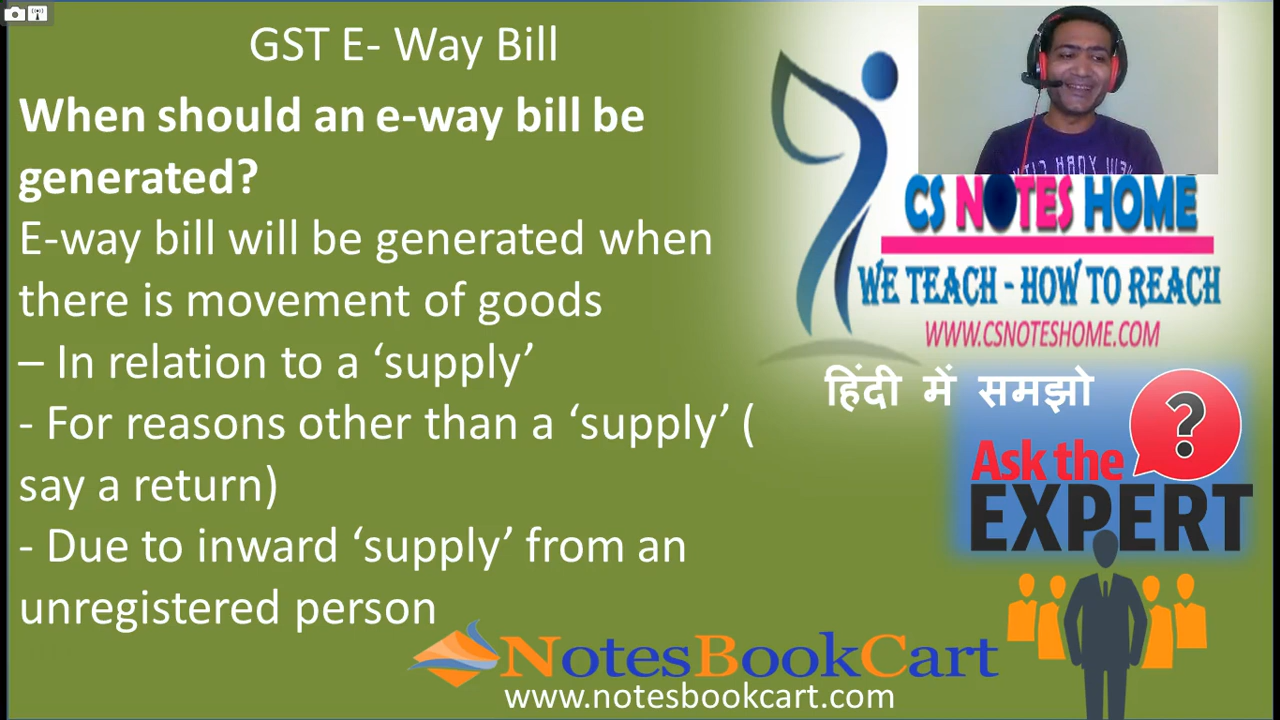 GST E- Way Bill
When should an e-way bill be
generated?
E-way bill will be generated when
there is movement of goods
– In relation to a ‘supply’
- For reasons other than a ‘supply’ (
say a return)
- Due to inward ‘supply’ from an
unregistered person
CS NOTES HOME
WE TEACH - HOW TO REACH
WWW.CSNOTESHOME.COM
हिंदी में समझो
Ask the
?
EXPERT
NotesBookCart
www.notesbookcart.com